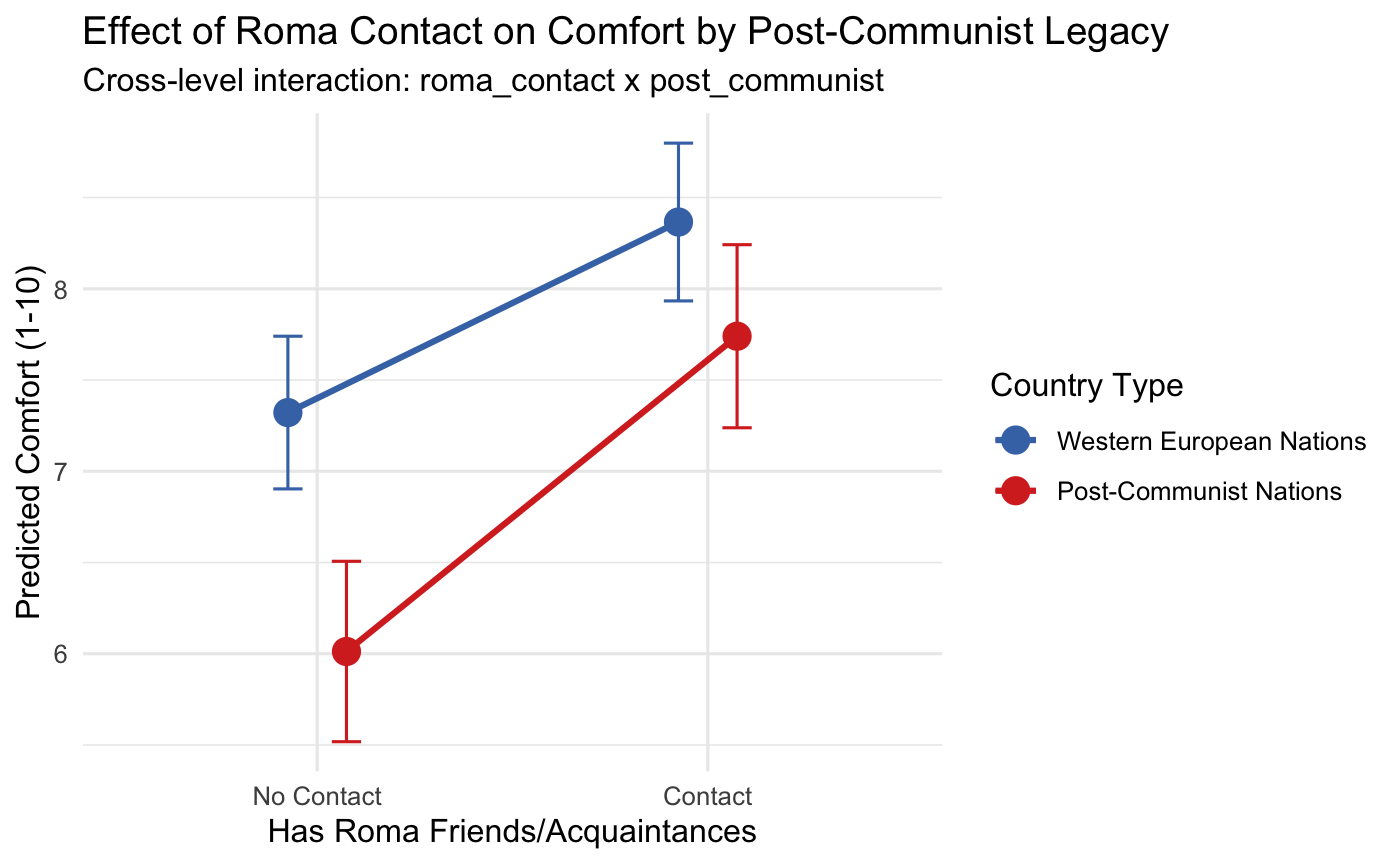 Effect of Roma Contact on Comfort by Post-Communist Legacy
Cross-level interaction: roma_contact x post_communist
Predicted Comfort (1-10)
8
7
6
No Contact
Contact
Has Roma Friends/Acquaintances
Country Type
Western European Nations
Post-Communist Nations